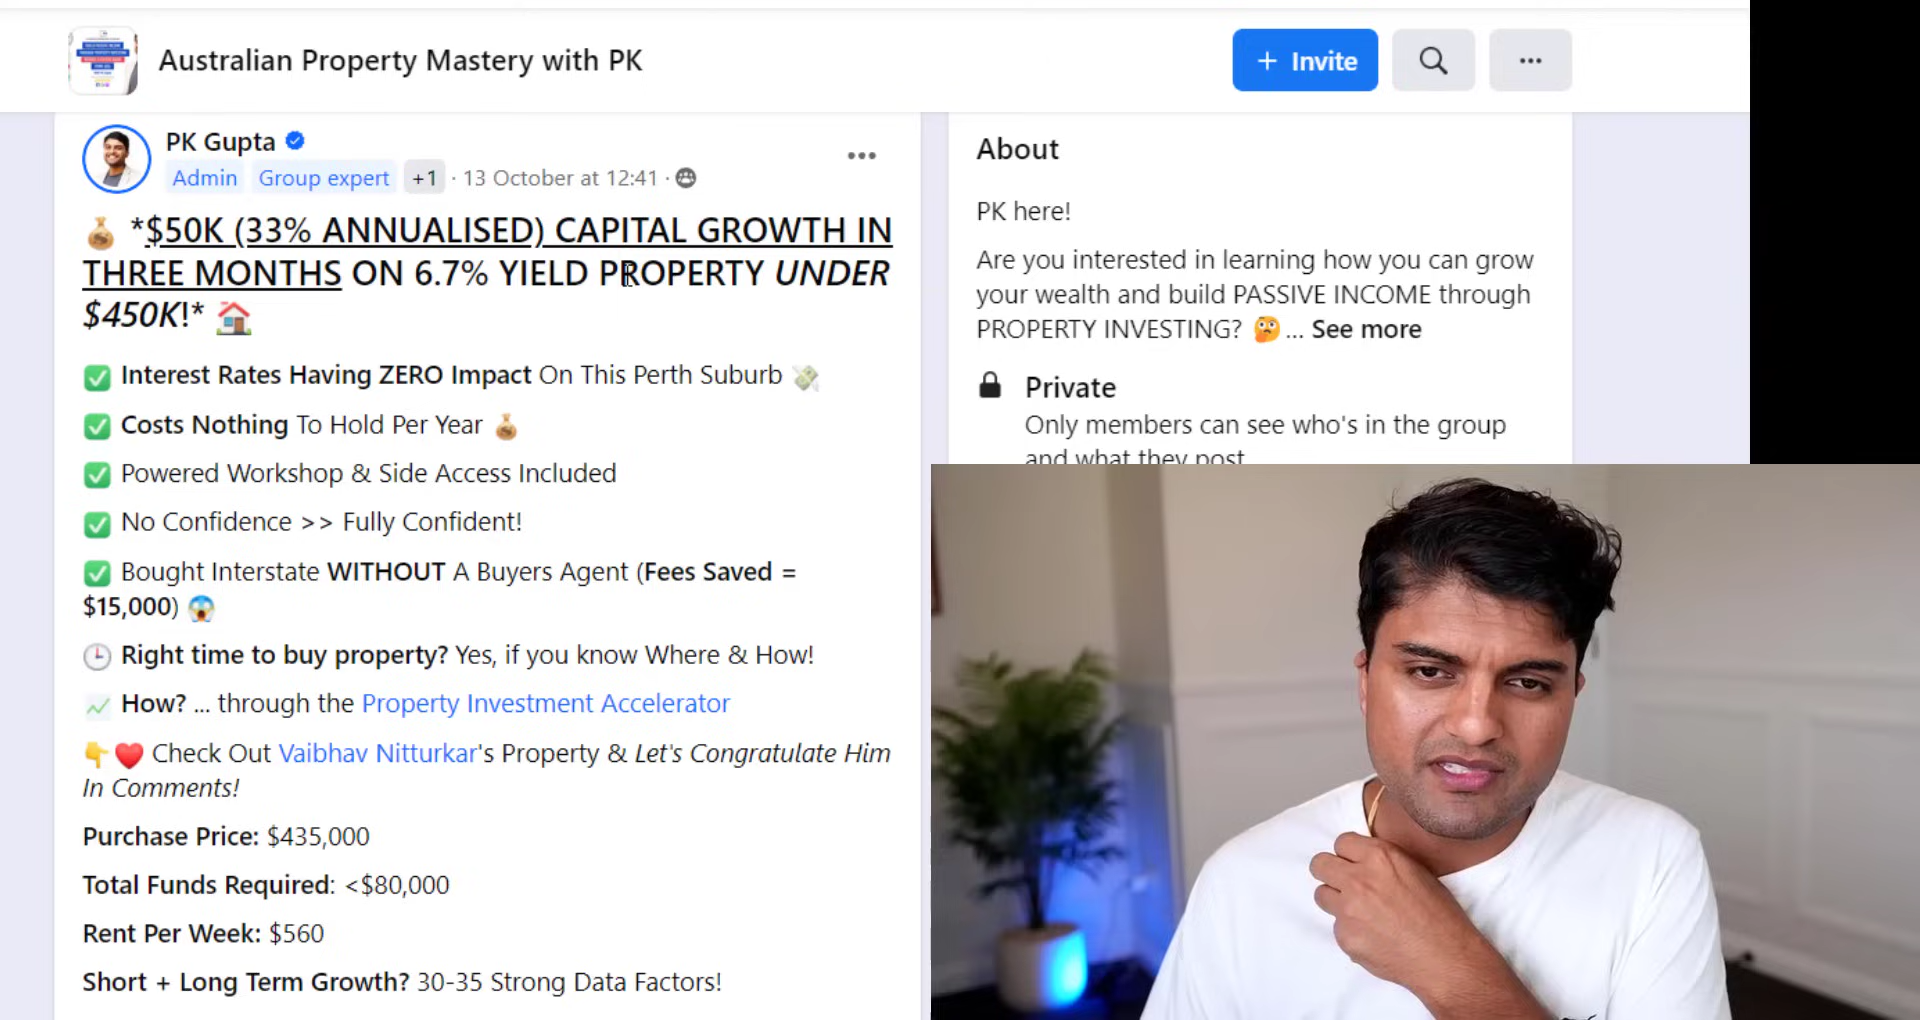 Australian Property Mastery with PK
+ Invite
PK Gupta
Admin Group expert +1 · 13 October at 12:41 ·
*$50K (33% ANNUALISED) CAPITAL GROWTH IN
THREE MONTHS ON 6.7% YIELD PROPERTY UNDER
$450K!*
Interest Rates Having ZERO Impact On This Perth Suburb
Costs Nothing To Hold Per Year
Powered Workshop & Side Access Included
No Confidence >> Fully Confident!
Bought Interstate WITHOUT A Buyers Agent (Fees Saved =
$15,000)
Right time to buy property? Yes, if you know Where & How!
How? ... through the Property Investment Accelerator
Check Out Vaibhav Nitturkar's Property & Let's Congratulate Him
In Comments!
Purchase Price: $435,000
Total Funds Required: <$80,000
Rent Per Week: $560
Short + Long Term Growth? 30-35 Strong Data Factors!
About
PK here!
Are you interested in learning how you can grow
your wealth and build PASSIVE INCOME through
PROPERTY INVESTING? ... See more
Private
Only members can see who's in the group
and what they post